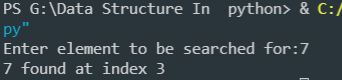 PS G:\Data Structure In  python> & C:/
py"
Enter element to be searched for:7
7 found at index 3